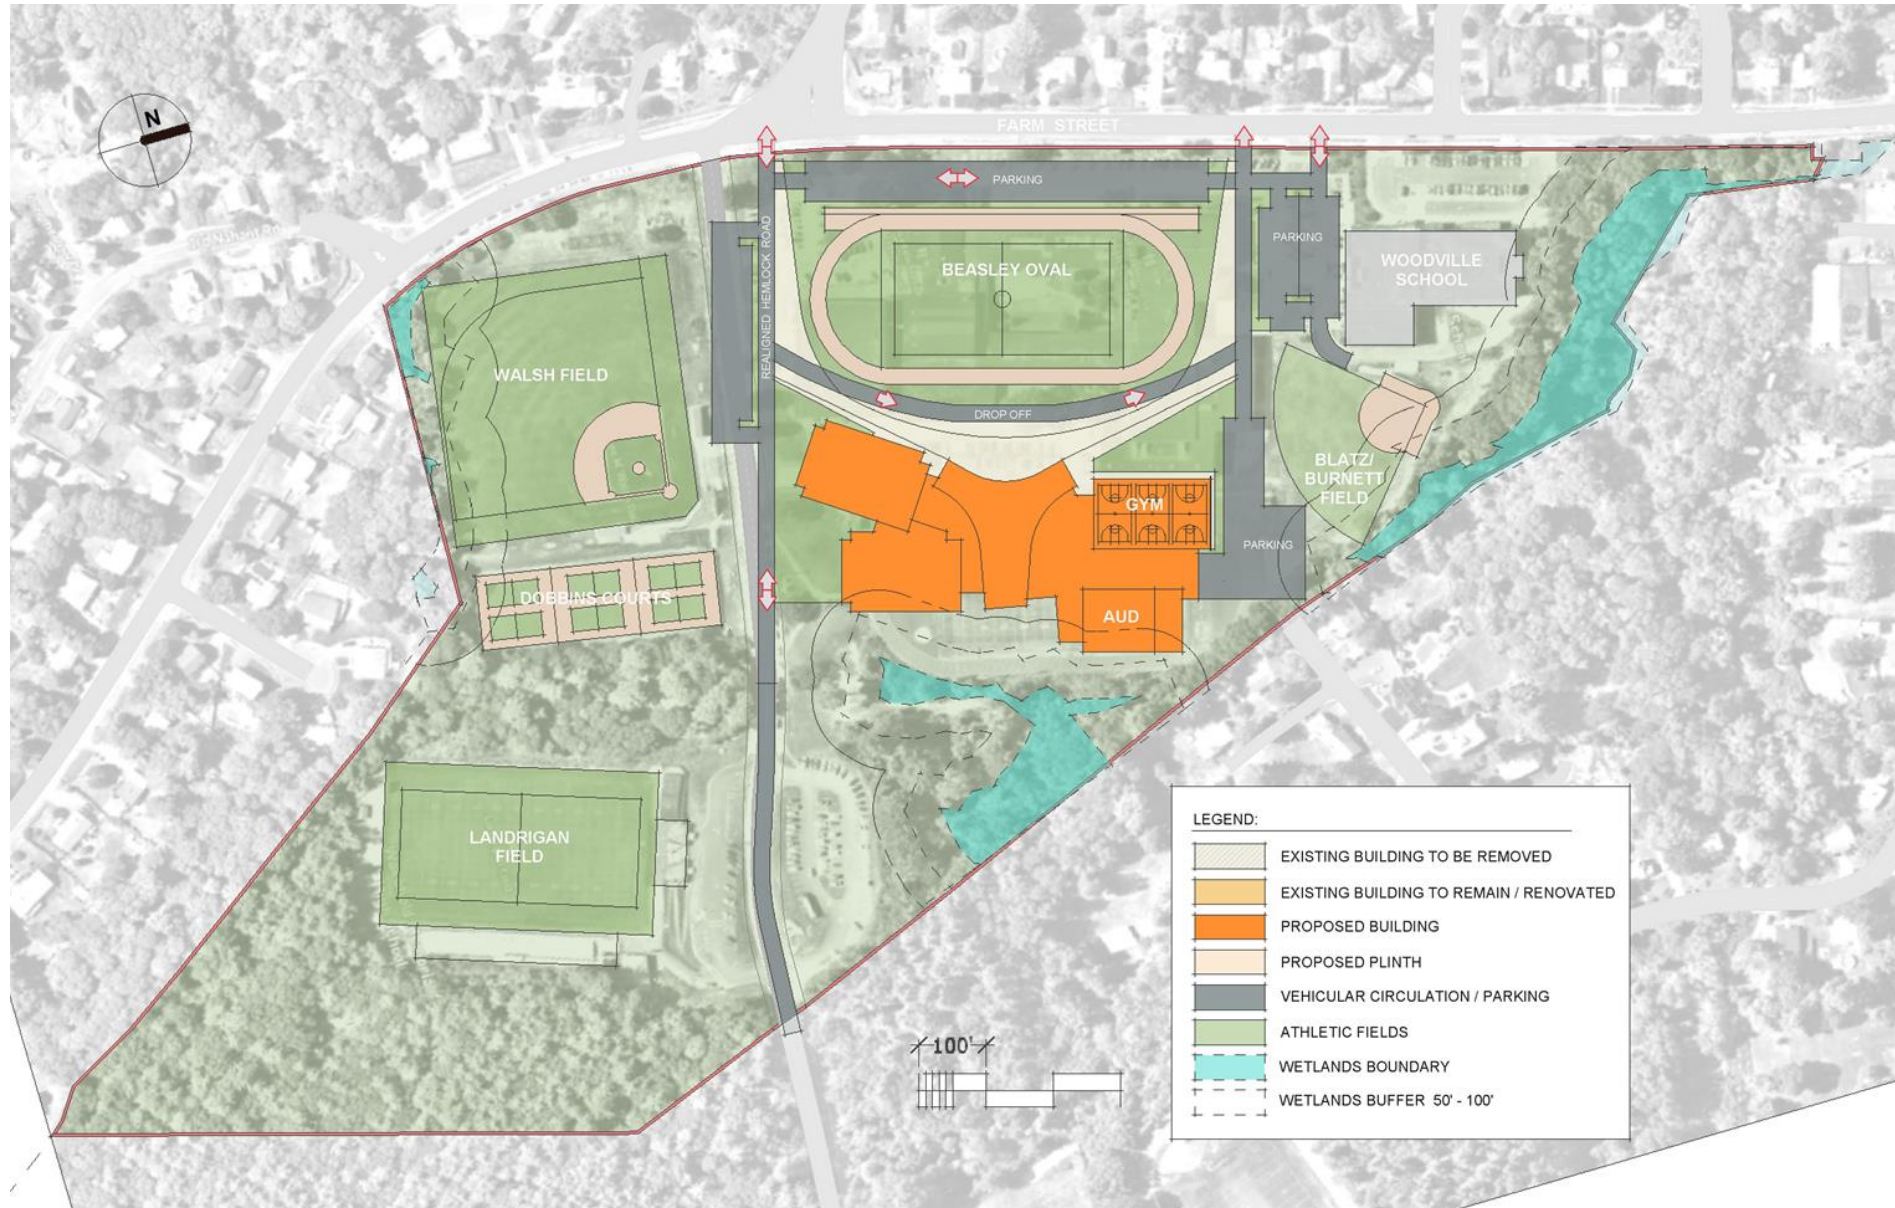 N
FARM STREET
PARKING
REALIGNED HEMLOCK ROAD
BEASLEY OVAL
PARKING
WOODVILLE
SCHOOL
WALSH FIELD
DROP OFF
BLATZ/
BURNETT
FIELD
GYM
PARKING
DOBBINS COURTS
AUD
LANDRIGAN
FIELD
LEGEND:
EXISTING BUILDING TO BE REMOVED
EXISTING BUILDING TO REMAIN / RENOVATED
PROPOSED BUILDING
PROPOSED PLINTH
VEHICULAR CIRCULATION / PARKING
ATHLETIC FIELDS
WETLANDS BOUNDARY
WETLANDS BUFFER 50' - 100'
100'